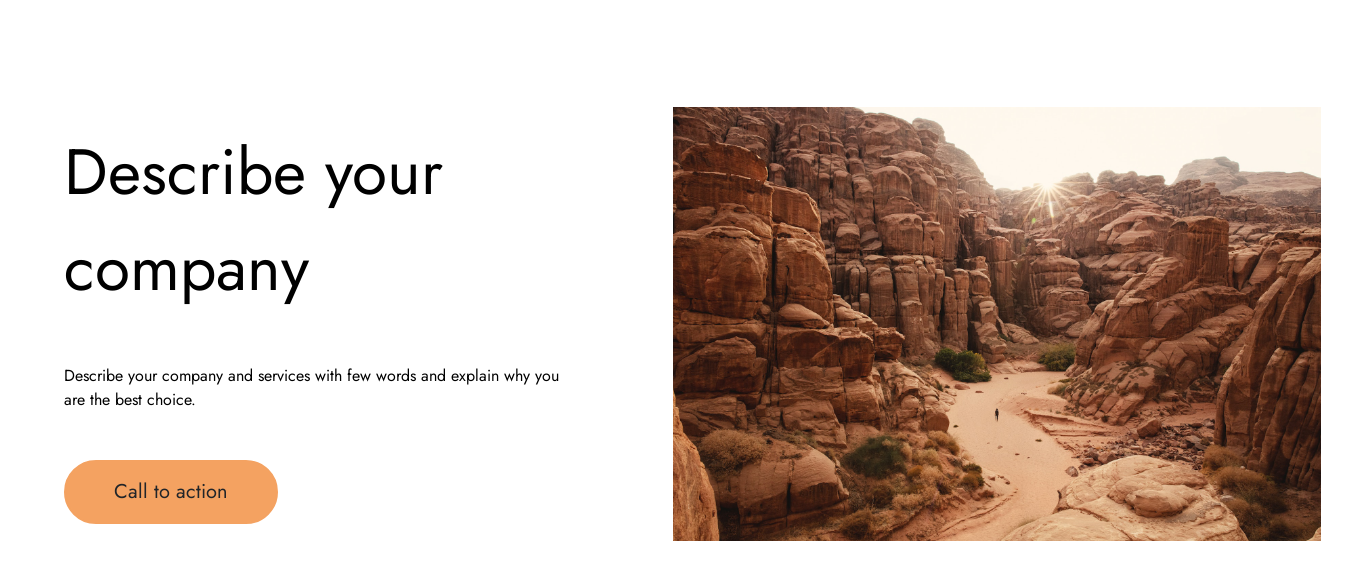 Describe your
company
Describe your company and services with few words and explain why you
are the best choice.
Call to action